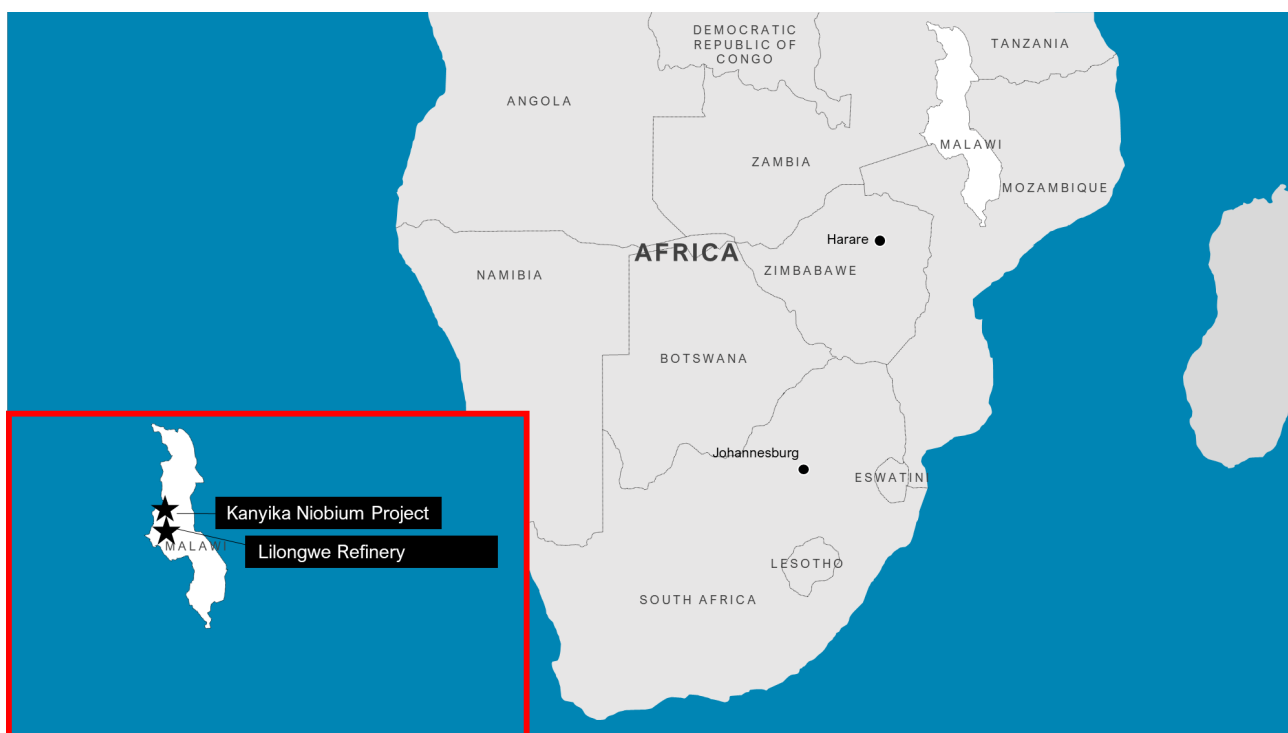 DEMOCRATIC
REPUBLIC OF
CONGO
TANZANIA
ANGOLA
MALAWI
ZAMBIA
MOZAMBIQUE
Harare
AFRICA
ZIMBABAWE
NAMIBIA
BOTSWANA
Johannesburg
ESWATINI
LESOTHO
SOUTH AFRICA
Kanyika Niobium Project
MALAWI
Lilongwe Refinery